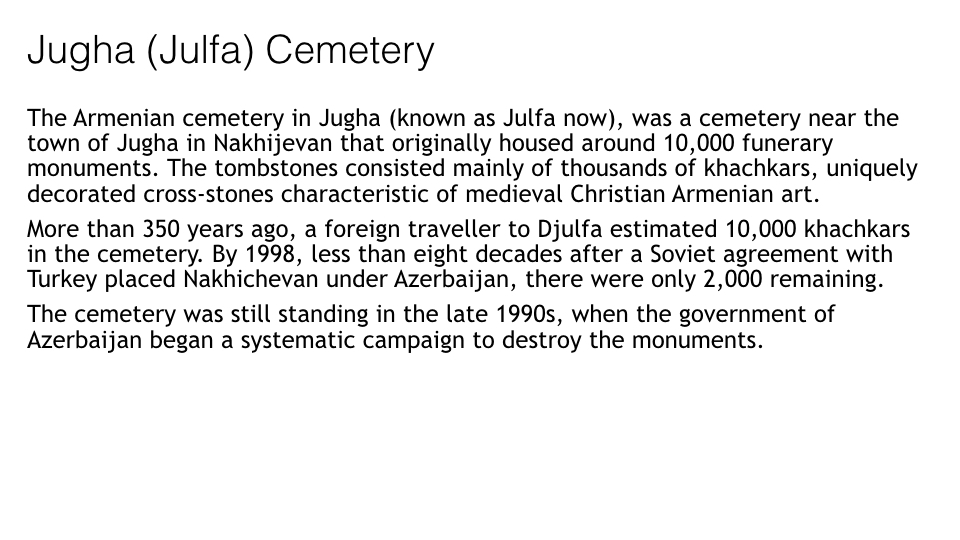 Jugha (Julfa) Cemetery
The Armenian cemetery in Jugha (known as Julfa now), was a cemetery near the
town of Jugha in Nakhijevan that originally housed around 10,000 funerary
monuments. The tombstones consisted mainly of thousands of khachkars, uniquely
decorated cross-stones characteristic of medieval Christian Armenian art.
More than 350 years ago, a foreign traveller to Djulfa estimated 10,000 khachkars
in the cemetery. By 1998, less than eight decades after a Soviet agreement with
Turkey placed Nakhichevan under Azerbaijan, there were only 2,000 remaining.
The cemetery was still standing in the late 1990s, when the government of
Azerbaijan began a systematic campaign to destroy the monuments.